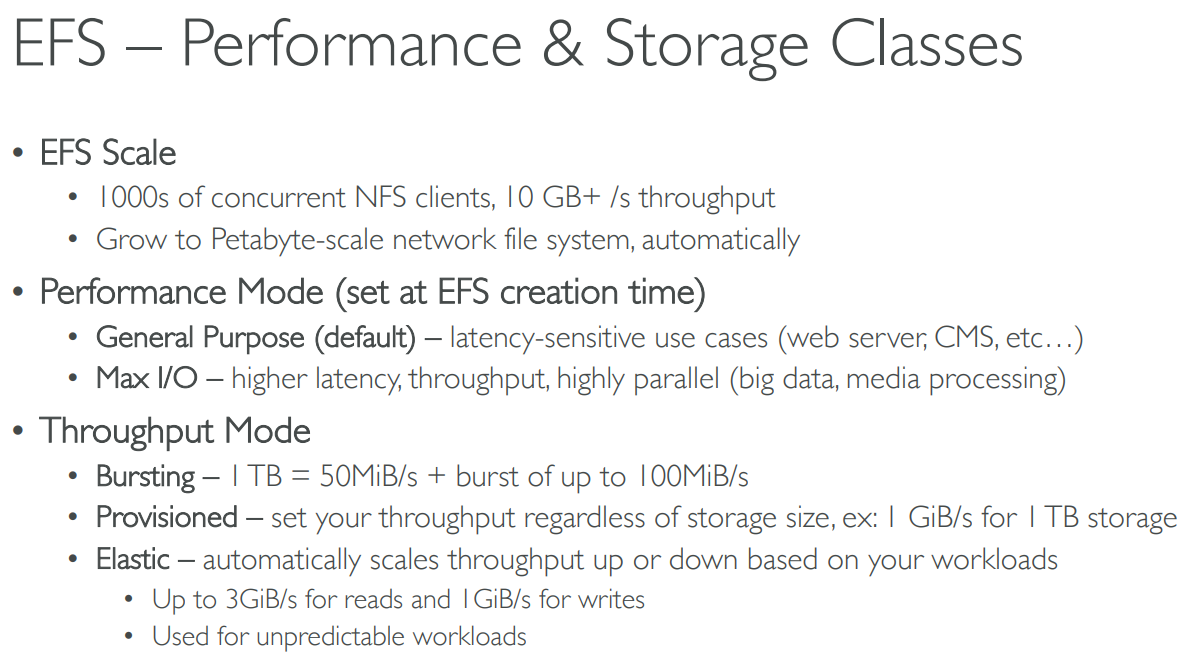 EFS – Performance & Storage Classes
• EFS Scale
• 1000s of concurrent NFS clients, 10 GB+ /s throughput
• Grow to Petabyte-scale network file system, automatically
• Performance Mode (set at EFS creation time)
• General Purpose (default) – latency-sensitive use cases (web server, CMS, etc…)
• Max I/O – higher latency, throughput, highly parallel (big data, media processing)
• Throughput Mode
• Bursting – 1 TB = 50MiB/s + burst of up to 100MiB/s
• Provisioned – set your throughput regardless of storage size, ex: 1 GiB/s for 1 TB storage
• Elastic – automatically scales throughput up or down based on your workloads
• Up to 3GiB/s for reads and 1GiB/s for writes
• Used for unpredictable workloads